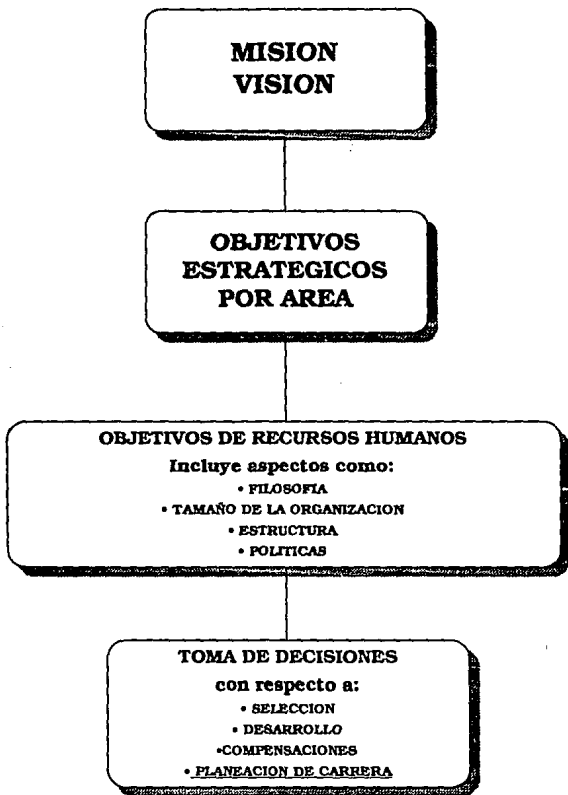 MISION
VISION
OBJETIVOS
ESTRATEGICOS
POR AREA
OBJETIVOS DE RECURSOS HUMANOS
Incluye aspectos como:
• FILOSOFIA
• TAMAÑO DE LA ORGANIZACION
• ESTRUCTURA
• POLITICAS
TOMA DE DECISIONES
con respecto a:
• SELECCION
• DESARROLLO
•COMPENSACIONES
• PLANEACION DE CARRERA